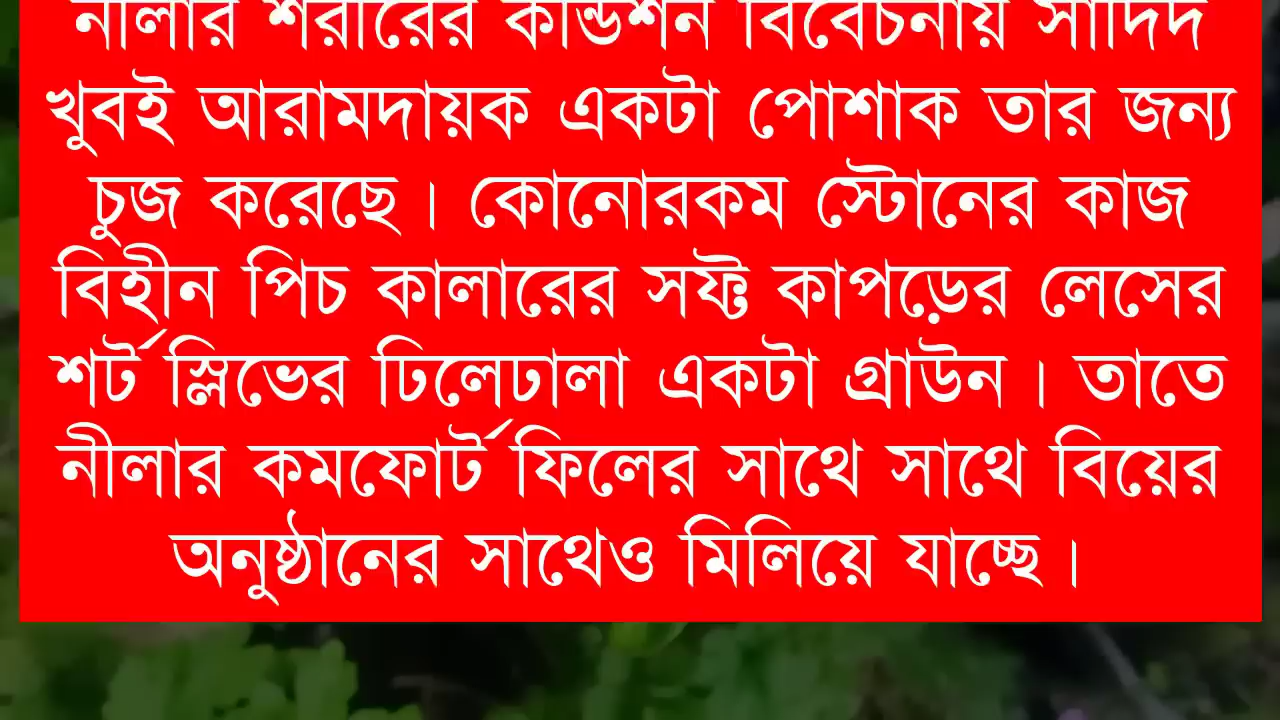 নীলার শরীরের কন্ডিশন বিবেচনায় সাদিদ
খুবই আরামদায়ক একটা পোশাক তার জন্য
চুজ করেছে। কোনোরকম স্টোনের কাজ
বিহীন পিচ কালারের সফ্ট কাপড়ের লেসের
শর্ট স্লিভের ঢিলেঢালা একটা গ্রাউন। তাতে
নীলার কমফোর্ট ফিলের সাথে সাথে বিয়ের
অনুষ্ঠানের সাথেও মিলিয়ে যাচ্ছে।